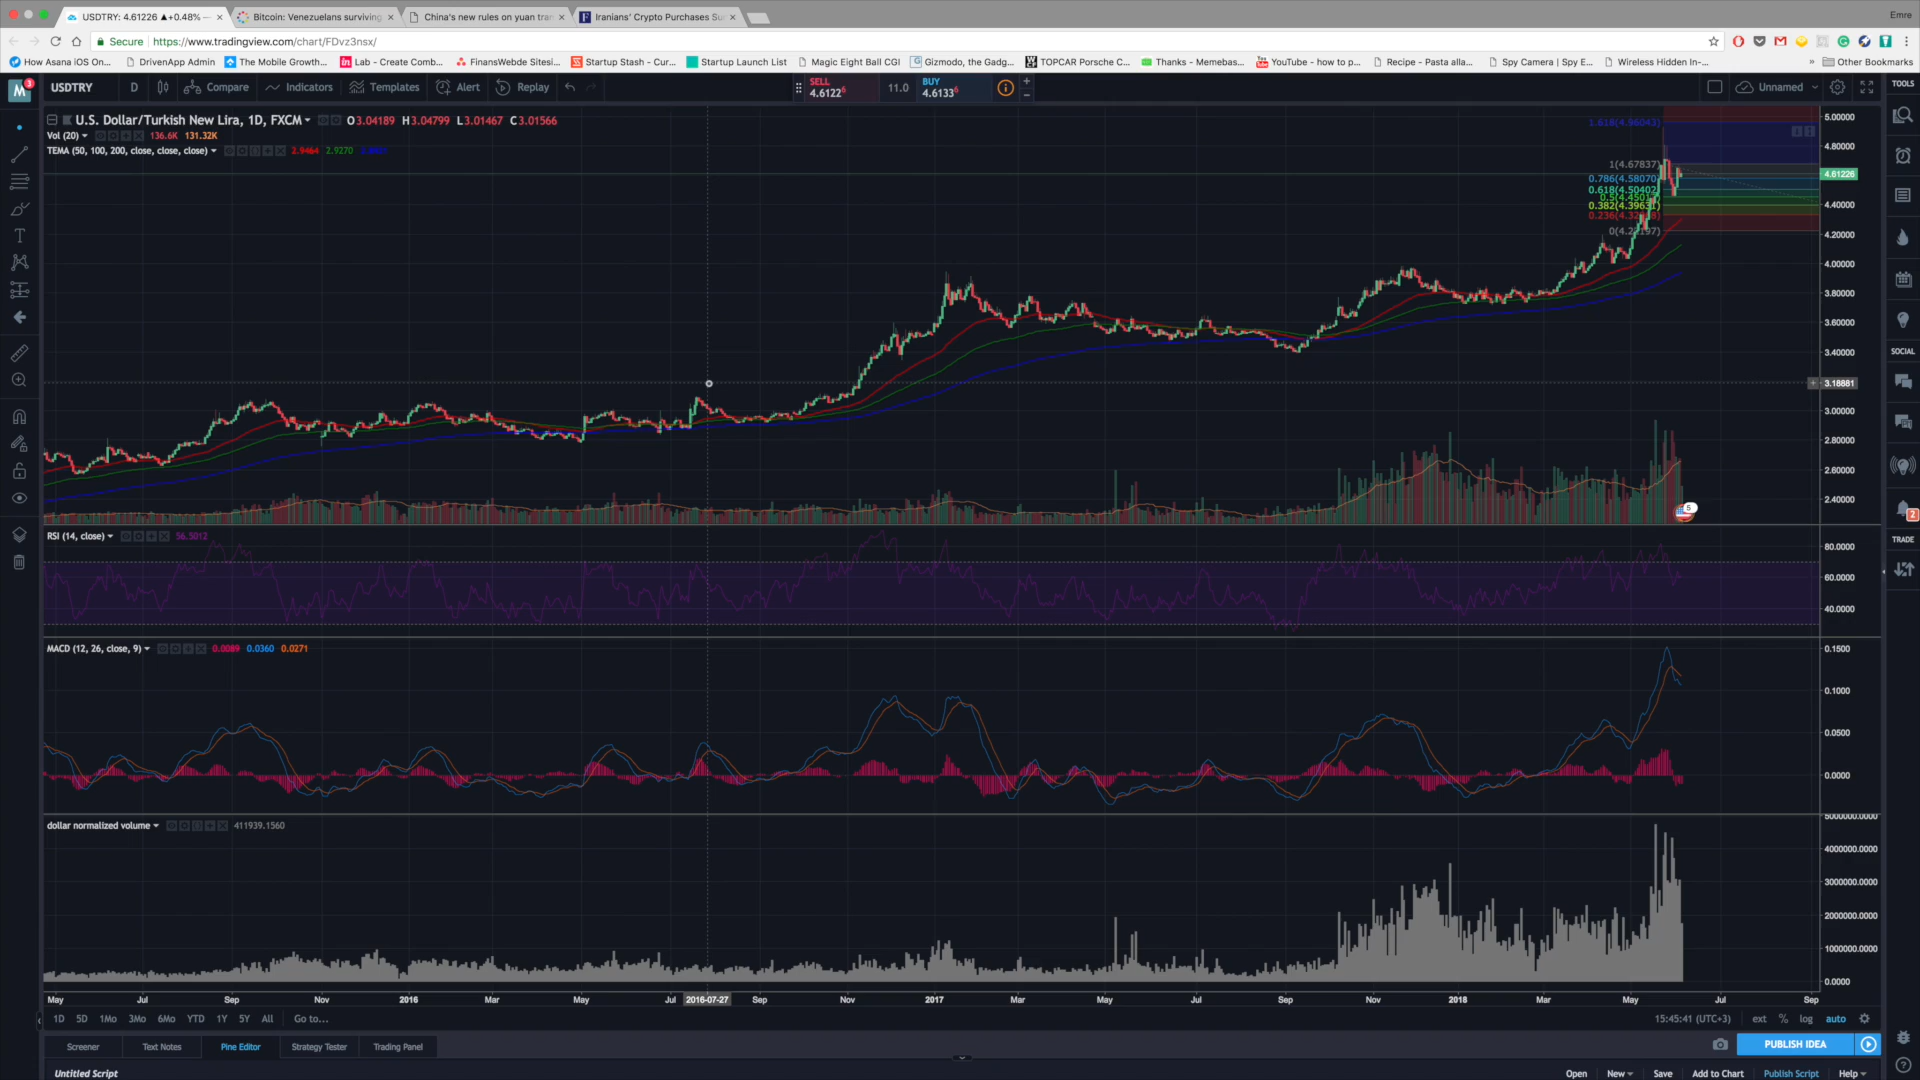 USDTRY: 4.61226 ▲+0.48% —
Bitcoin: Venezuelans surviving
China's new rules on yuan tran
Iranians' Crypto Purchases Su
Emre
Secure
https://www.tradingview.com/chart/FDvz3nsx/
How Asana iOS On...
DrivenApp Admin
The Mobile Growth...
Lab - Create Comb...
FinansWebde Sitesi...
Startup Stash - Cur...
Startup Launch List
Magic Eight Ball CGI
Gizmodo, the Gadg...
TOPCAR Porsche C...
Thanks - Memebas...
YouTube - how to p...
Recipe - Pasta alla...
Spy Camera | Spy E...
Wireless Hidden In-...
» Other Bookmarks
M 3
USDTRY
D
Compare
Indicators
Templates
Alert
Replay
SELL
4.6122⁶
11.0
BUY
4.6133⁶
Unnamed
TOOLS
U.S. Dollar/Turkish New Lira, 1D, FXCM
O3.04189 H3.04799 L3.01467 C3.01566
Vol (20) 136.6K 131.32K
TEMA (50, 100, 200, close, close, close) 2.9464 2.9270
1.618(4.96043)
1(4.67837)
0.786(4.58070)
0.618(4.50402)
0.382(4.39631)
5.00000
4.80000
4.61226
4.40000
4.20000
4.00000
3.80000
3.60000
3.40000
3.18881
3.00000
2.80000
2.60000
2.40000
5
SOCIAL
2
TRADE
RSI (14, close) 56.5012
80.0000
60.0000
40.0000
MACD (12, 26, close, 9) 0.0089 0.0360 0.0271
0.1500
0.1000
0.0500
0.0000
dollar normalized volume 411939.1560
5000000.0000
4000000.0000
3000000.0000
2000000.0000
1000000.0000
0.0000
May Jul Sep Nov 2016 Mar May Jul 2016-07-27 Sep Nov 2017 Mar May Jul Sep Nov 2018 Mar May Jul Sep
1D 5D 1Mo 3Mo 6Mo YTD 1Y 5Y All Go to...
15:45:41 (UTC+3) ext % log auto
Screener
Text Notes
Pine Editor
Strategy Tester
Trading Panel
PUBLISH IDEA
Untitled Script
Open New Save Add to Chart Publish Script Help